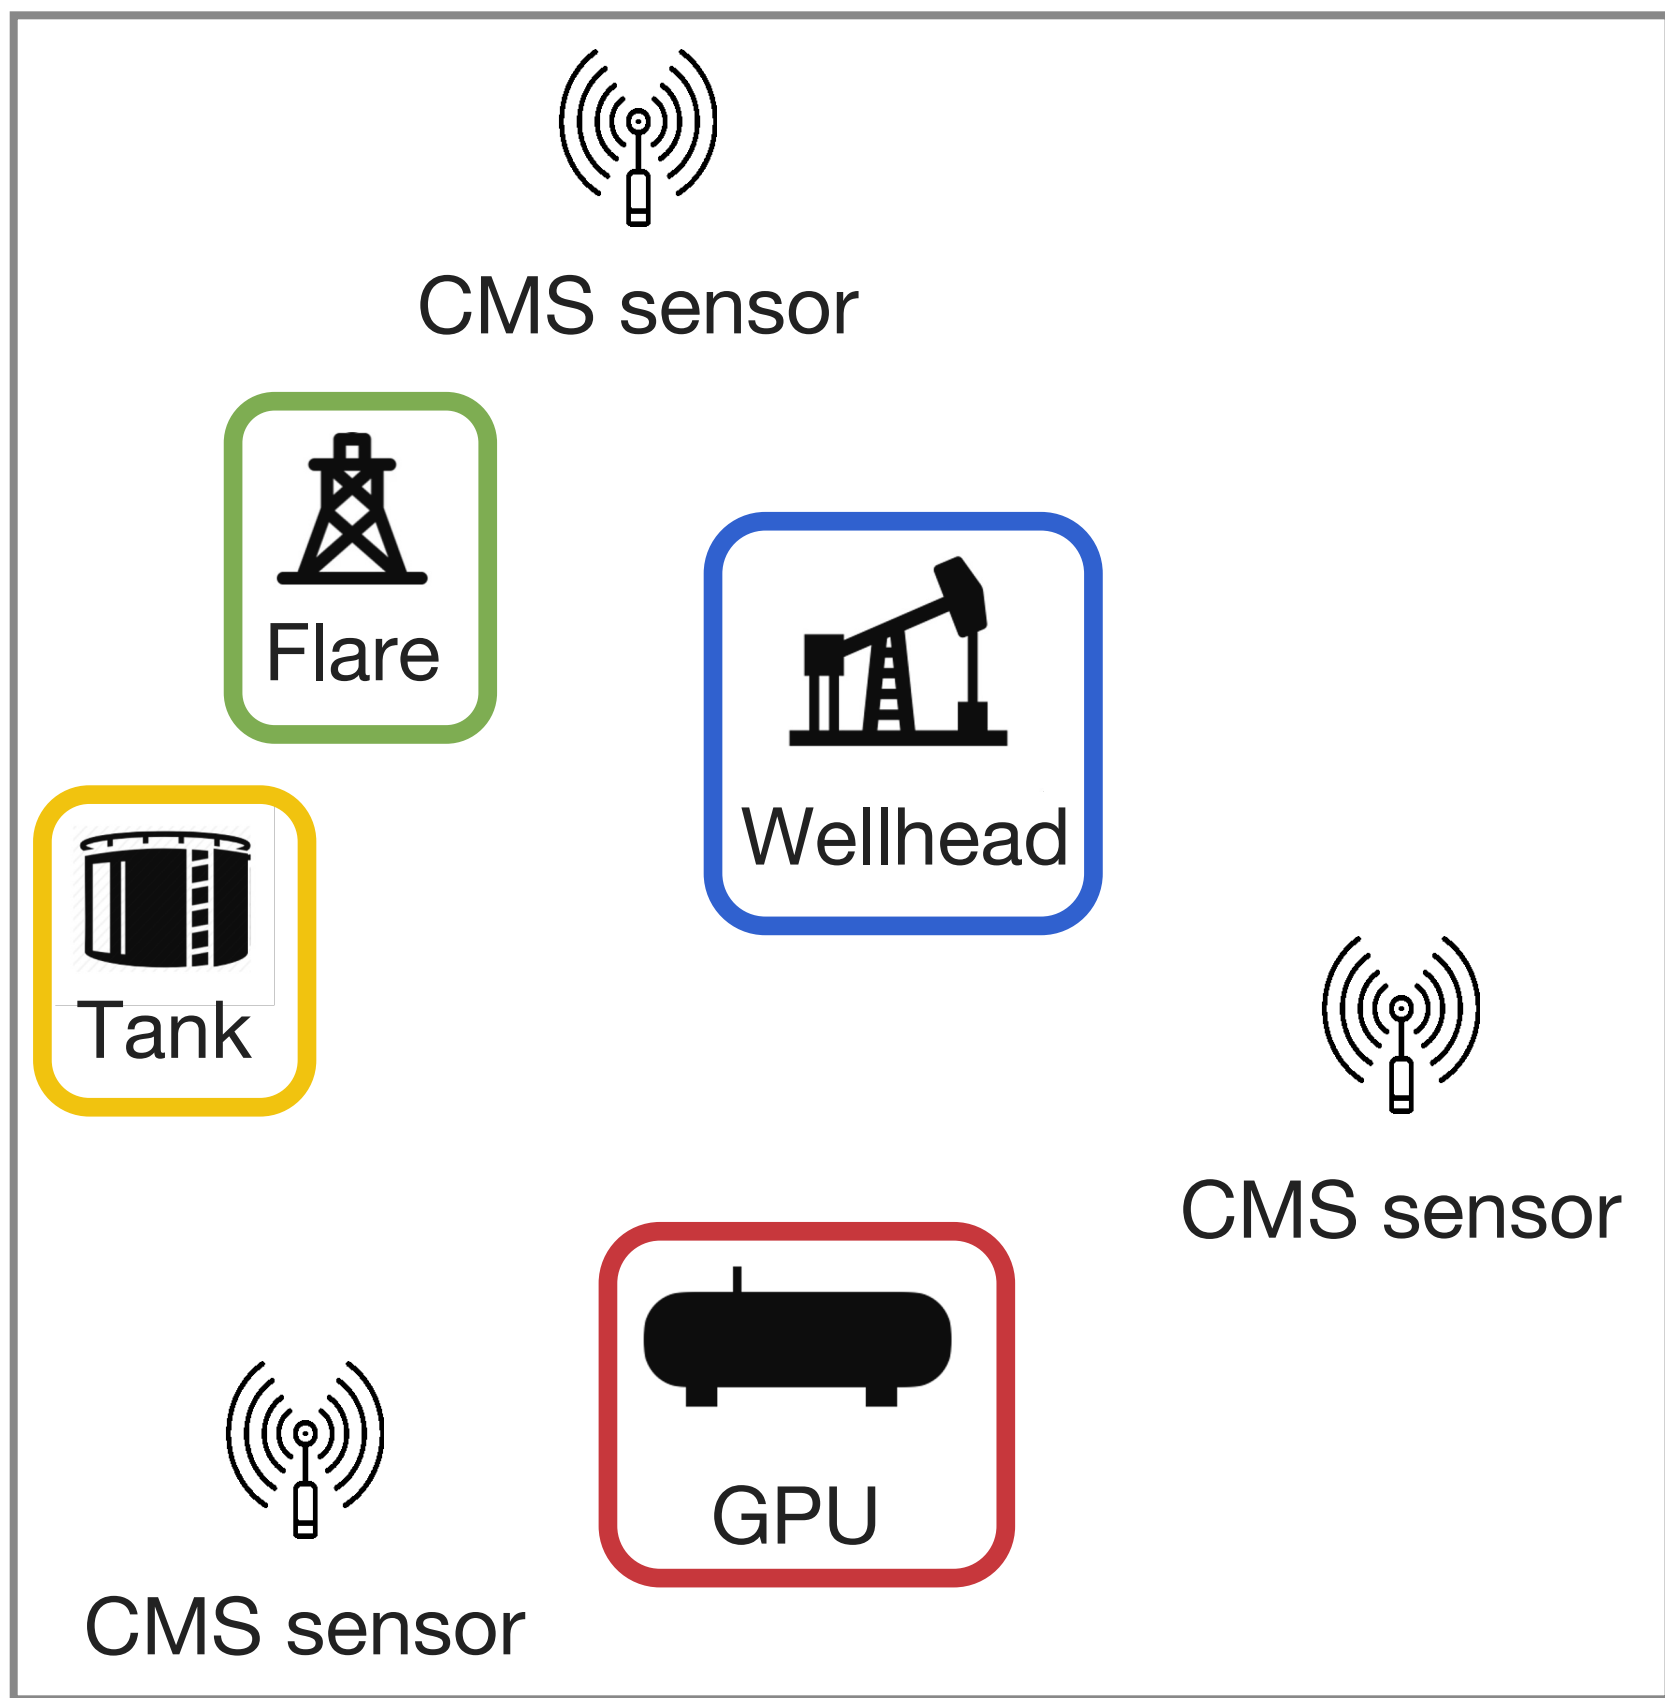 CMS sensor
Flare
Wellhead
Tank
CMS sensor
GPU
CMS sensor